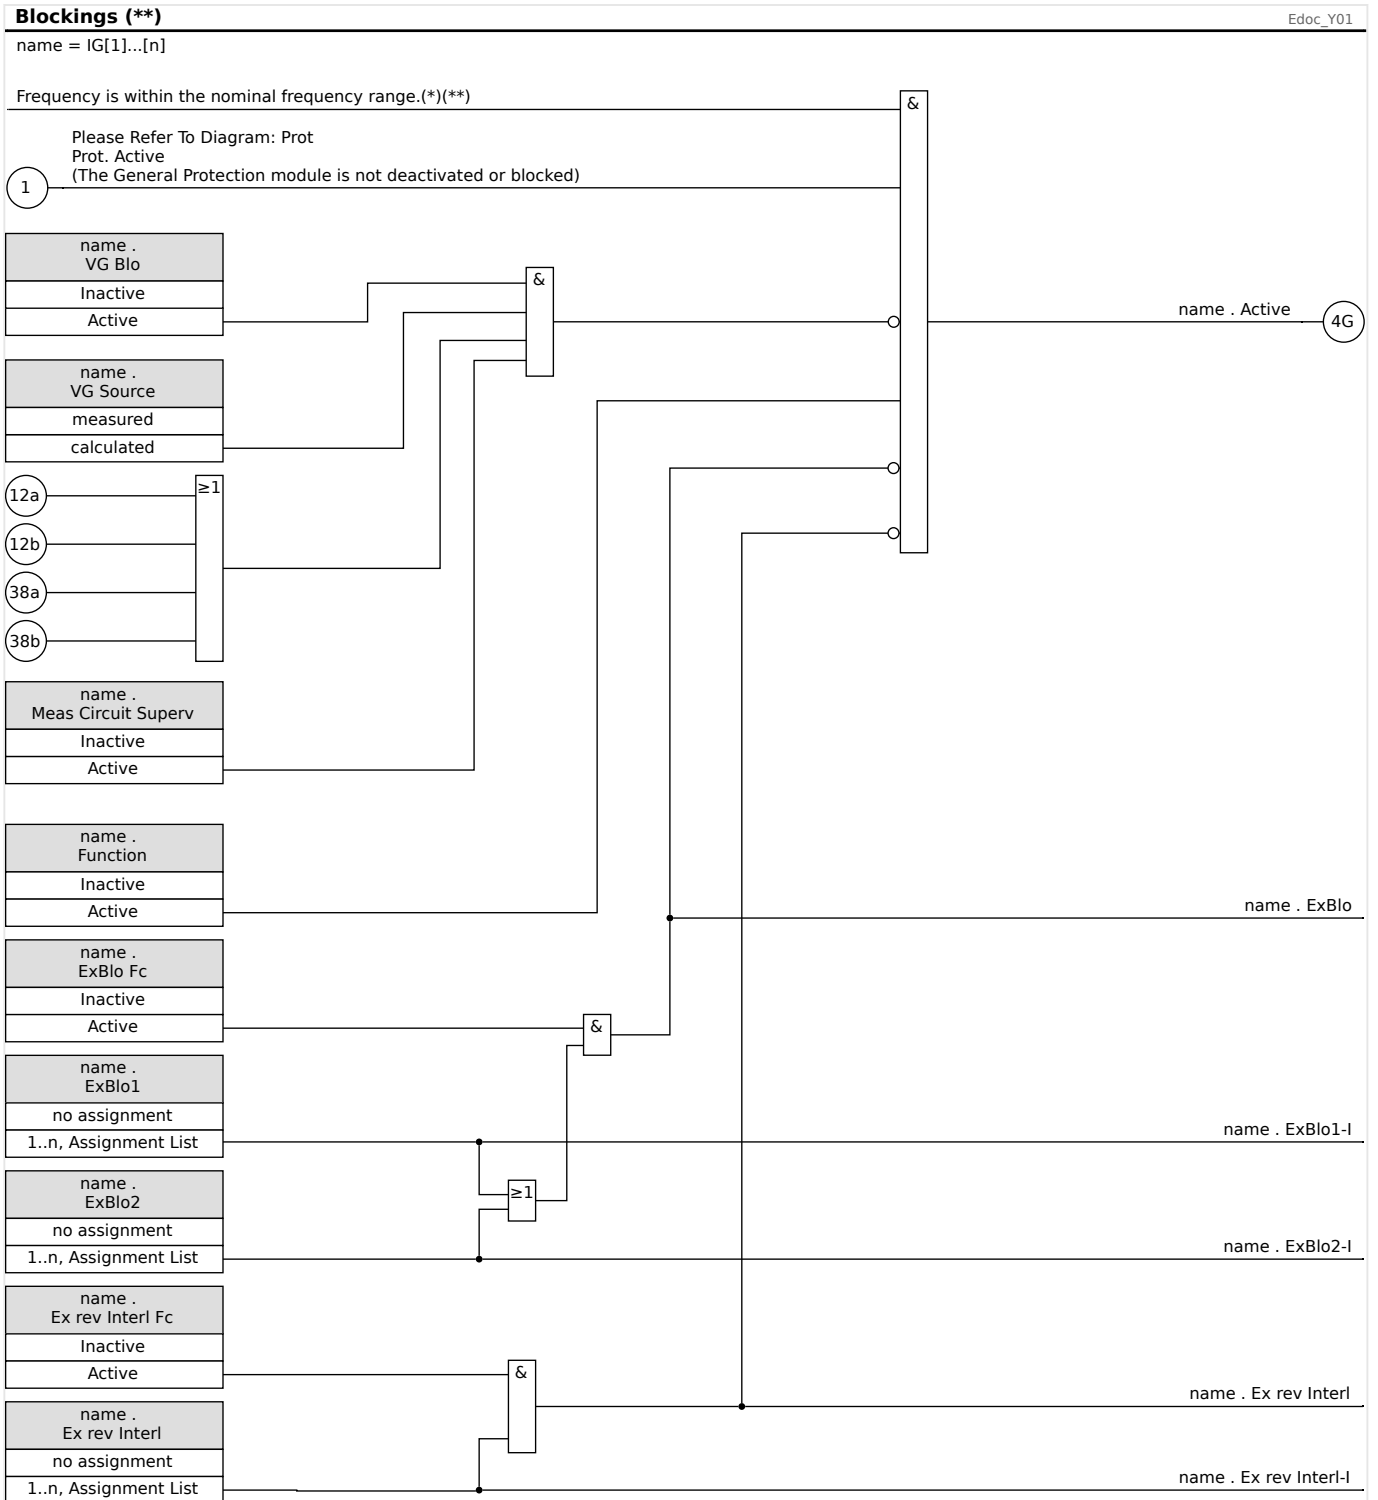 Blockings (**)
Edoc_Y01
name = IG[1]...[n]
Frequency is within the nominal frequency range.(*)(**)
&
Please Refer To Diagram: Prot
Prot. Active
(The General Protection module is not deactivated or blocked)
1
name .
VG Blo
Inactive
Active
&
name . Active
4G
name .
VG Source
measured
calculated
12a
≥1
12b
38a
38b
name .
Meas Circuit Superv
Inactive
Active
name .
Function
Inactive
Active
name . ExBlo
name .
ExBlo Fc
Inactive
Active
&
name .
ExBlo1
no assignment
1..n, Assignment List
name . ExBlo1-I
name .
ExBlo2
≥1
no assignment
1..n, Assignment List
name . ExBlo2-I
name .
Ex rev Interl Fc
Inactive
Active
&
name . Ex rev Interl
name .
Ex rev Interl
no assignment
1..n, Assignment List
name . Ex rev Interl-I